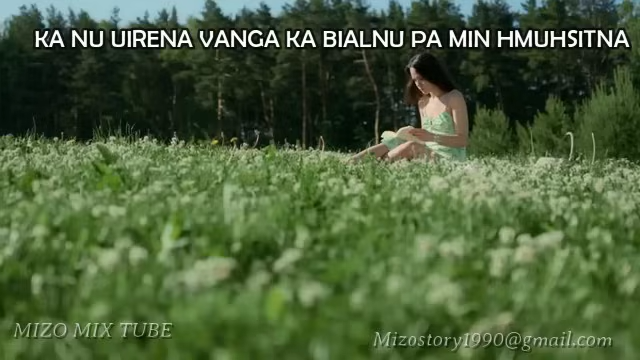 KA NU UIRENA VANGA KA BIALNU PA MIN HMUHSITNA
MIZO MIX TUBE
Mizostory1990@gmail.com